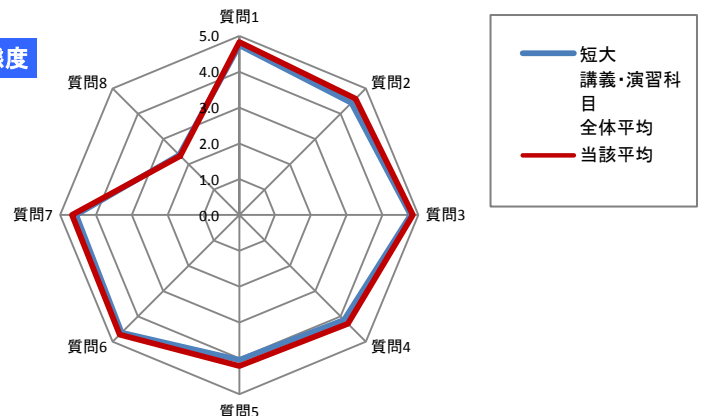 質問1
5.0
態度
質問8
4.0
質問2
3.0
2.0
1.0
質問7
0.0
質問3
質問6
質問4
質問5
短大
講義・演習科
目
全体平均
当該平均